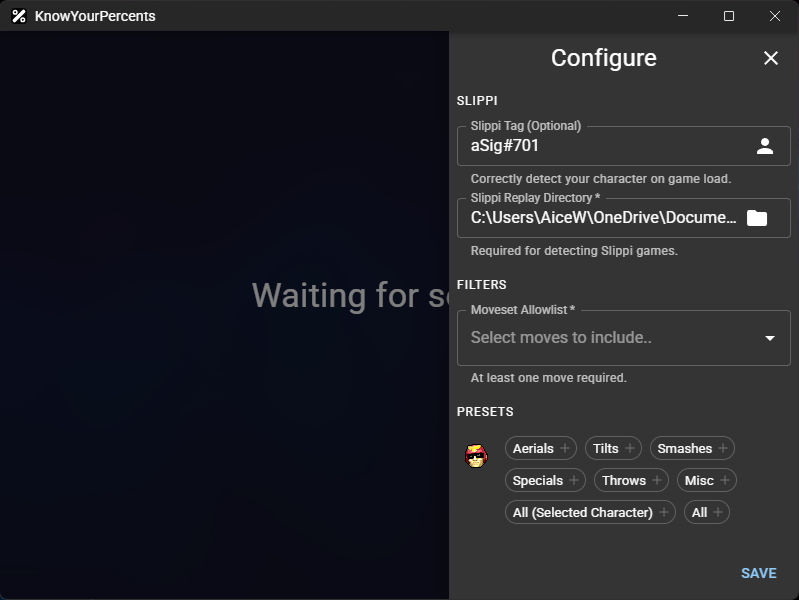 KnowYourPercents
Configure
SLIPPI
Slippi Tag (Optional)
aSig#701
Correctly detect your character on game load.
Slippi Replay Directory *
C:\Users\AiceW\OneDrive\Docume...
Required for detecting Slippi games.
Waiting for
FILTERS
Moveset Allowlist *
Select moves to include..
At least one move required.
PRESETS
Aerials + Tilts + Smashes +
Specials + Throws + Misc +
All (Selected Character) + All +
SAVE